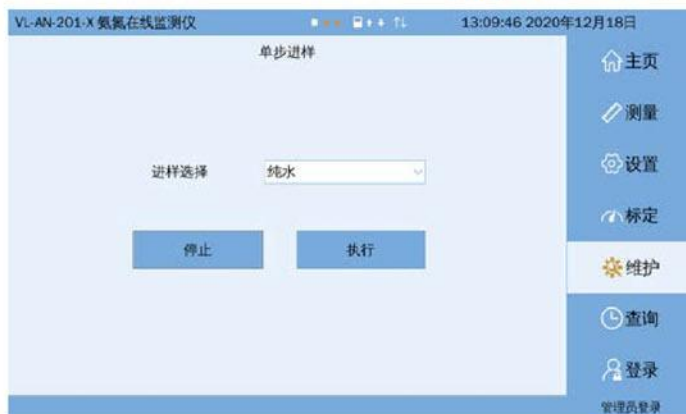 VL-AN-201-X 氨氮在线监测仪 13:09:46 2020年12月18日
单步进样
主页
测量
进样选择 纯水
设置
标定
停止 执行
维护
查询
登录
管理员登录